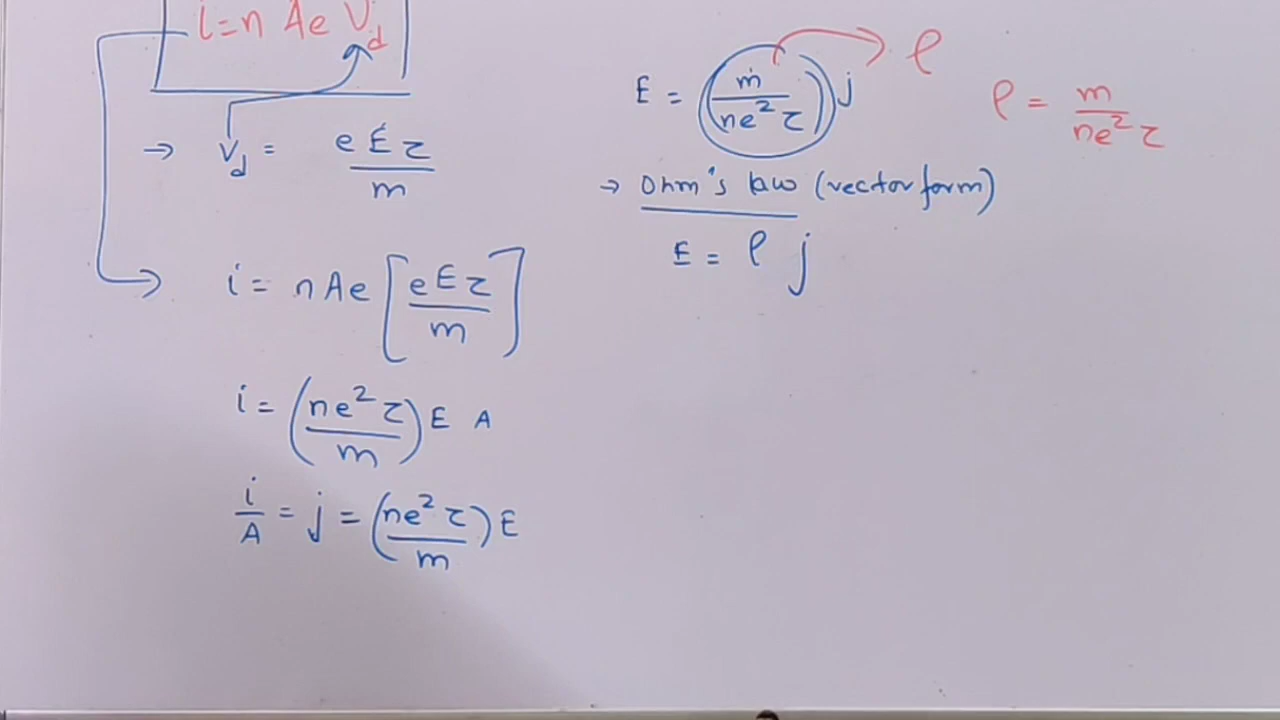 i = n A e V_d
→ V_d = eEτ/m
i = nAe [eEτ/m]
i = (ne²τ/m) E A
i/A = j = (ne²τ/m) E
E = (m/ne²τ) j → ρ
ρ = m/ne²τ
→ Ohm's law (vector form)
E = ρ j